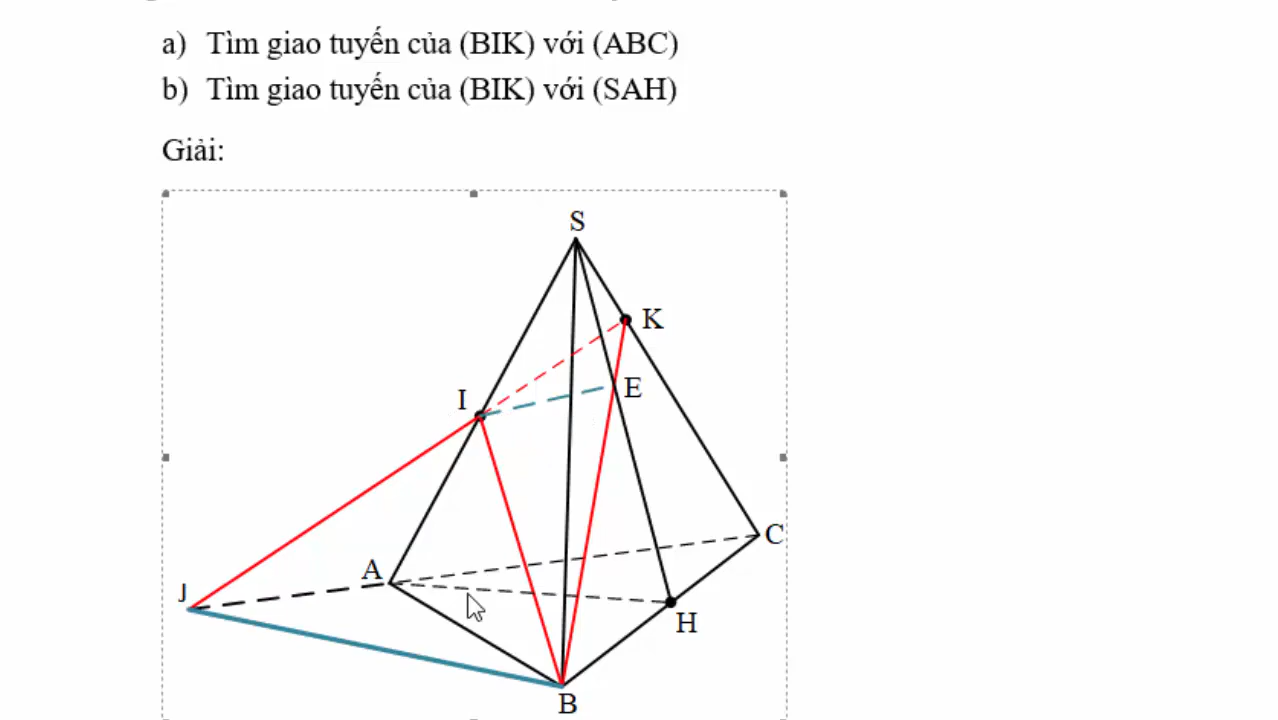 a) Tìm giao tuyến của (BIK) với (ABC)
b) Tìm giao tuyến của (BIK) với (SAH)
Giải:
S
K
E
I
C
A
J
H
B